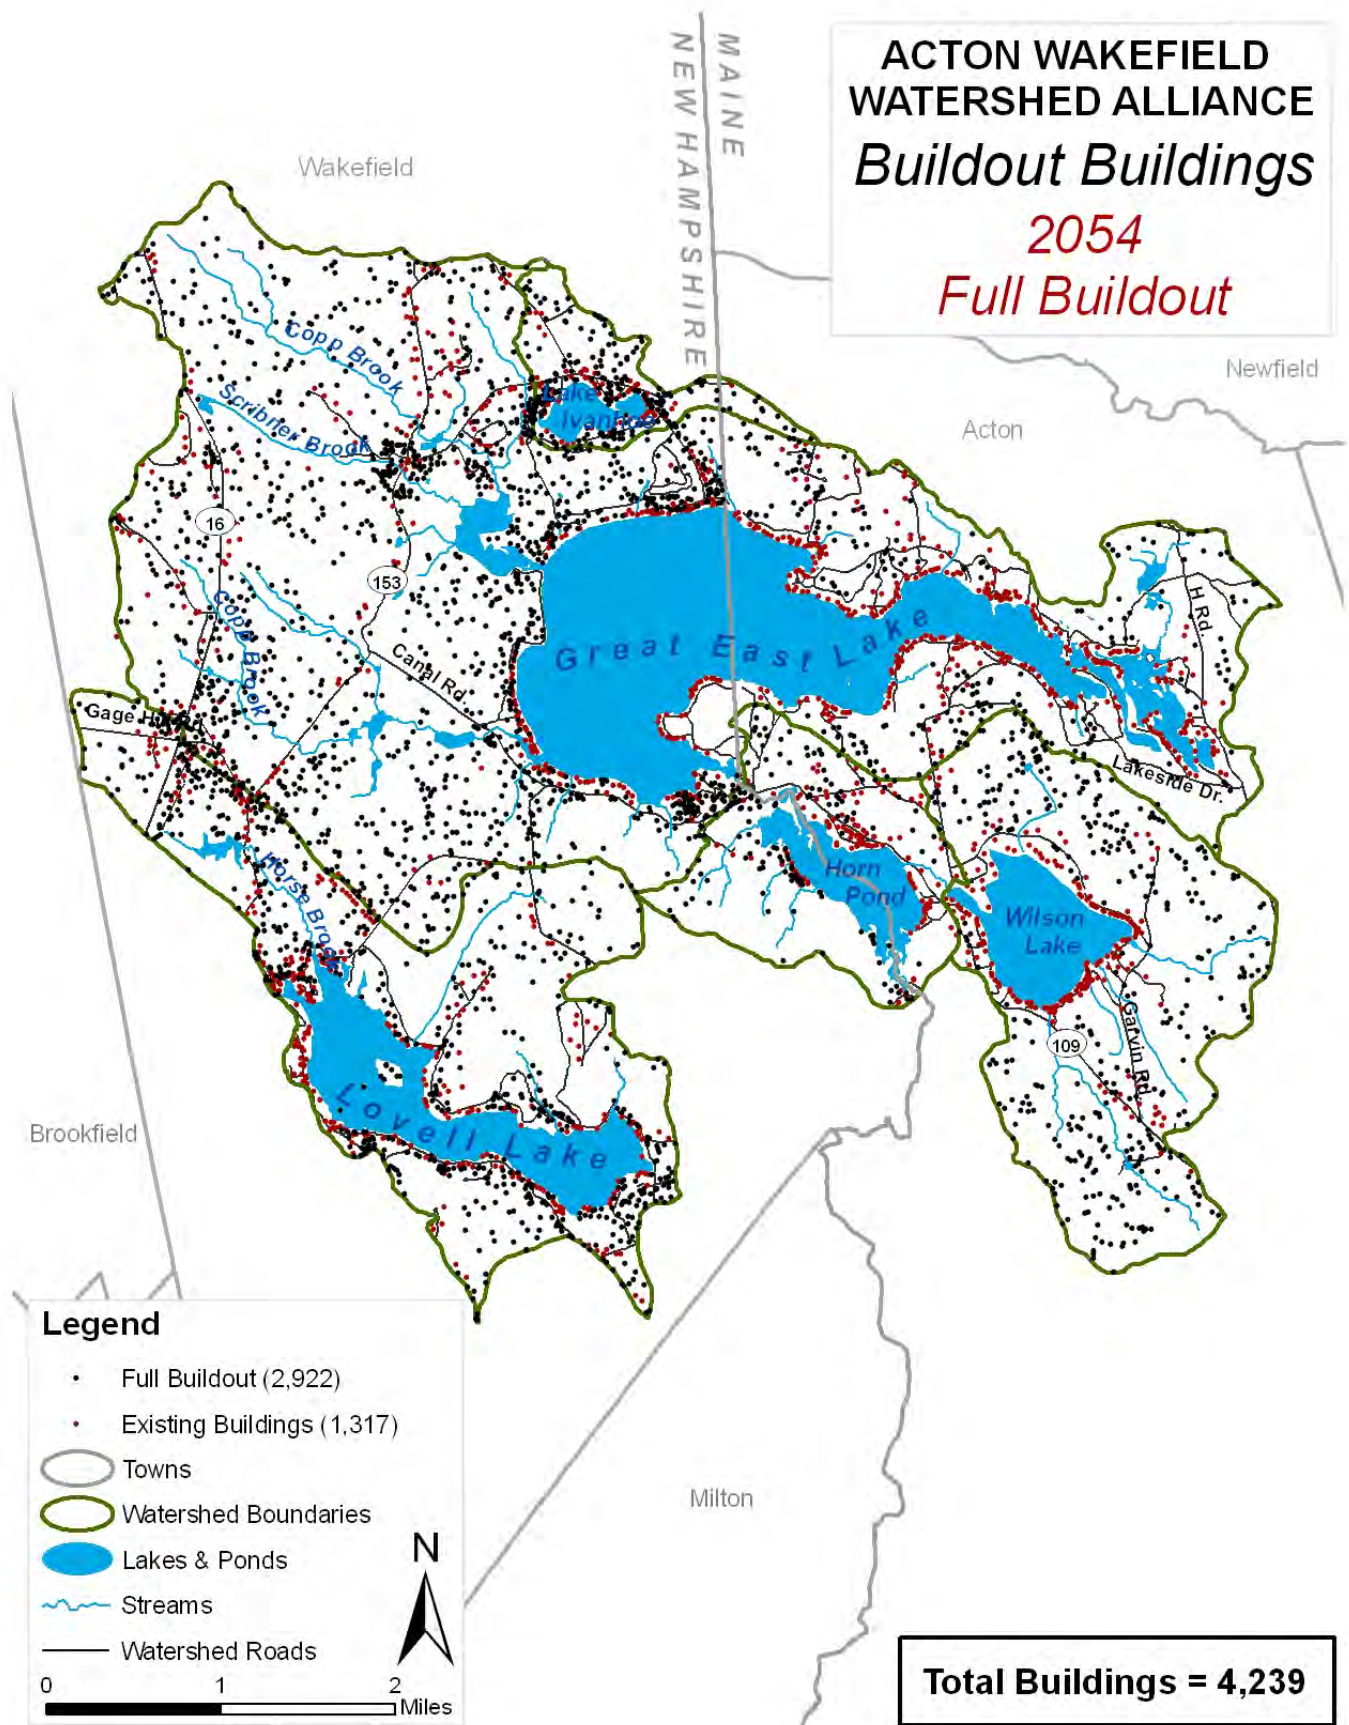 MAINE
NEW HAMPSHIRE
ACTON WAKEFIELD
WATERSHED ALLIANCE
Buildout Buildings
2054
Full Buildout
Wakefield
Newfield
Acton
Copp Brook
Scribner Brook
Lake
Ivanhoe
16
153
Copp Brook
Canal Rd
Great East Lake
H Rd
Gage Hill Rd
Lakeside Dr.
Horse Brook
Horn
Pond
Wilson
Lake
109
Garvin Rd
Lovell Lake
Brookfield
Milton
Legend
Full Buildout (2,922)
Existing Buildings (1,317)
Towns
Watershed Boundaries
Lakes & Ponds
Streams
Watershed Roads
N
0 1 2
Miles
Total Buildings = 4,239